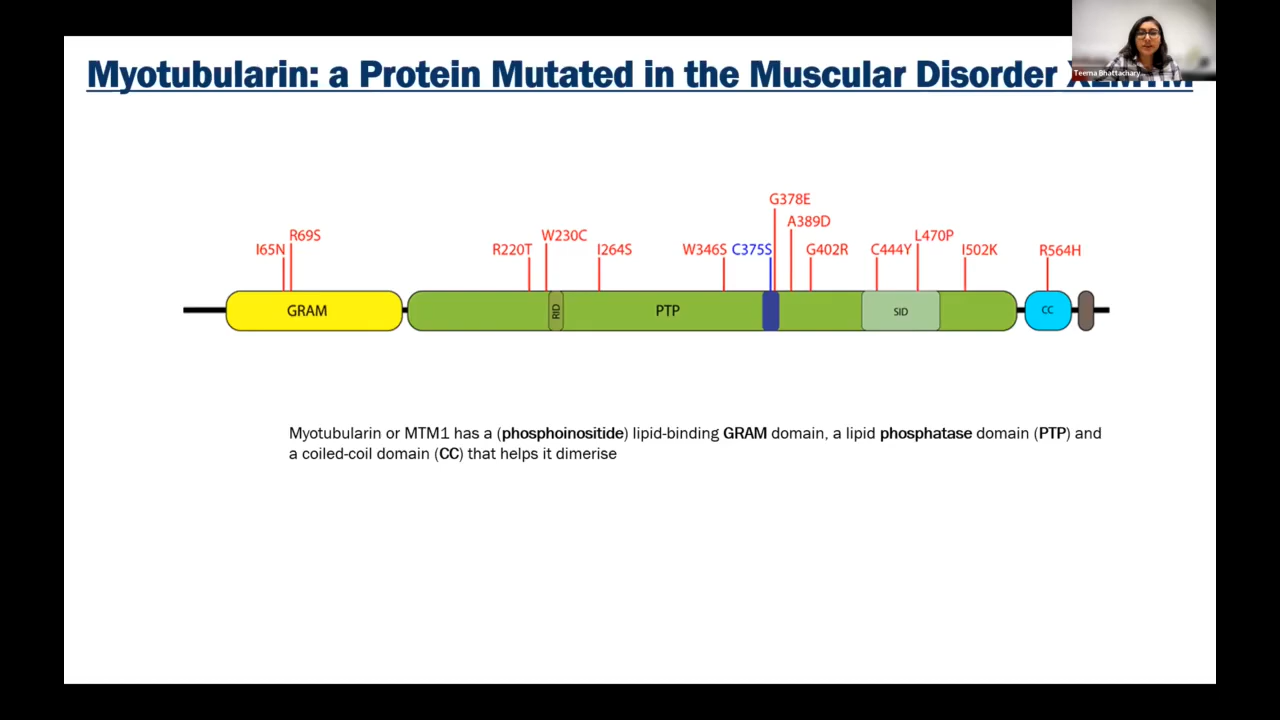 Myotubularin: a Protein Mutated in the Muscular Disorder
Teema Bhattachary...
G378E
A389D
R69S
W230C
L470P
I65N
R220T
I264S
W346S
C375S
G402R
C444Y
I502K
R564H
GRAM
RID
PTP
SID
CC
Myotubularin or MTM1 has a (phosphoinositide) lipid-binding GRAM domain, a lipid phosphatase domain (PTP) and
a coiled-coil domain (CC) that helps it dimerise